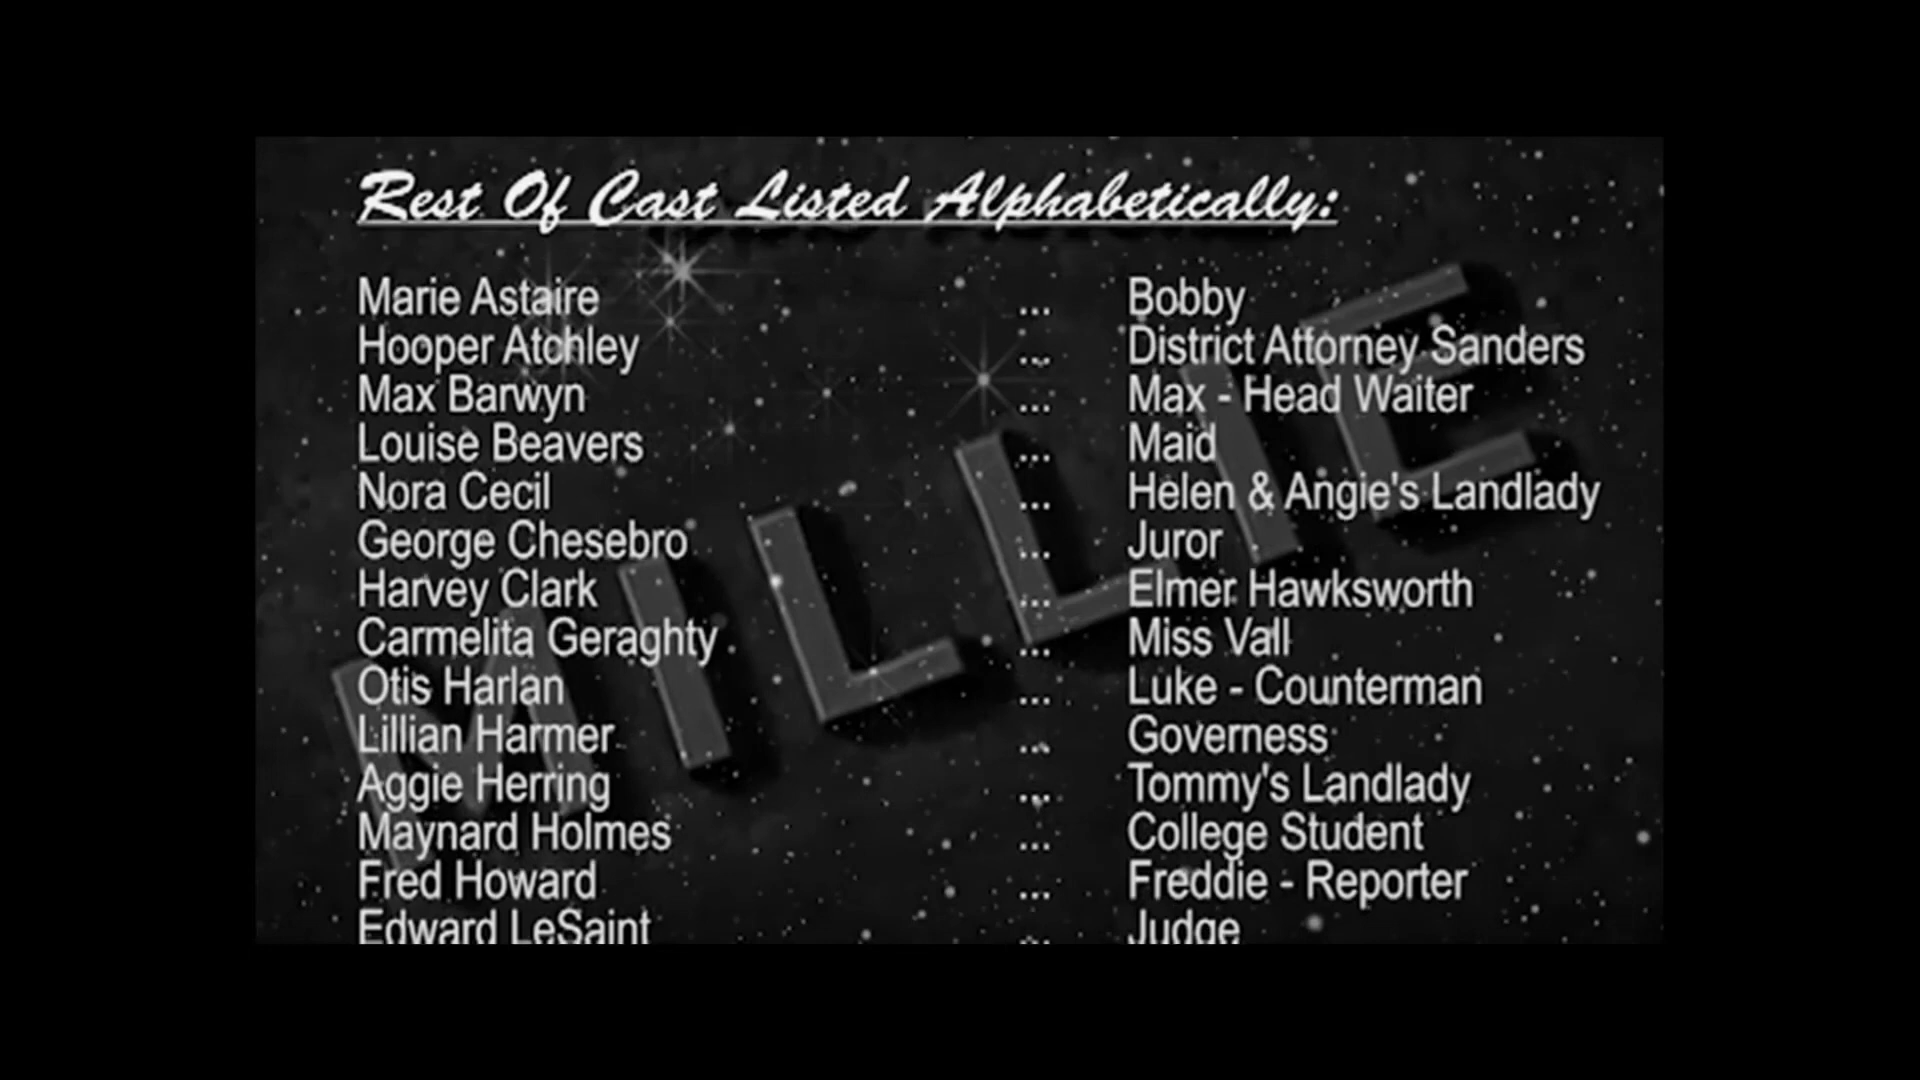 Rest Of Cast Listed Alphabetically:
Marie Astaire ... Bobby
Hooper Atchley ... District Attorney Sanders
Max Barwyn ... Max - Head Waiter
Louise Beavers ... Maid
Nora Cecil ... Helen & Angie's Landlady
George Chesebro ... Juror
Harvey Clark ... Elmer Hawksworth
Carmelita Geraghty ... Miss Vail
Otis Harlan ... Luke - Counterman
Lillian Harmer ... Governess
Aggie Herring ... Tommy's Landlady
Maynard Holmes ... College Student
Fred Howard ... Freddie - Reporter
Edward LeSaint ... Judge
MILLIE